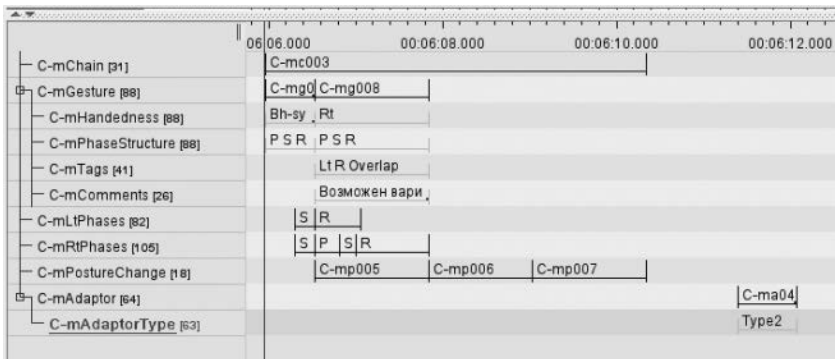 06:06.000 00:06:08.000 00:06:10.000 00:06:12.000
C-mChain [31] C-mc003
C-mGesture [88] C-mg0 C-mg008
C-mHandedness [88] Bh-sy Rt
C-mPhaseStructure [88] P S R P S R
C-mTags [41] Lt R Overlap
C-mComments [26] Возможен вари
C-mLtPhases [82] S R
C-mRtPhases [105] S P S R
C-mPostureChange [18] C-mp005 C-mp006 C-mp007
C-mAdaptor [64] C-ma04
C-mAdaptorType [63] Type2